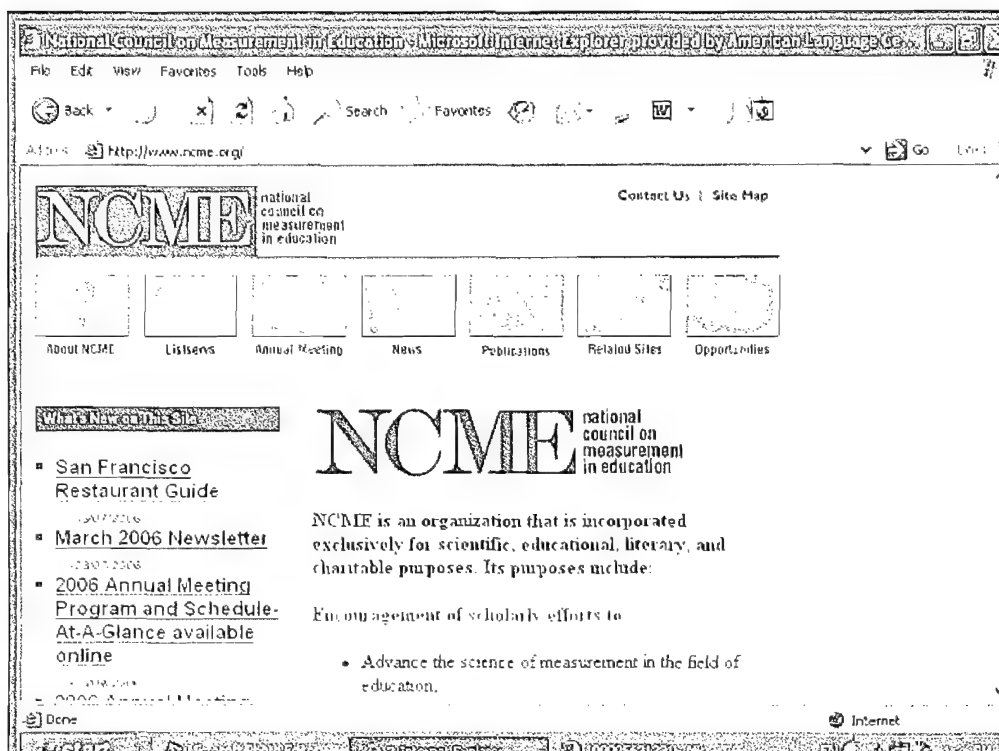 National Council on Measurement in Education - Microsoft Internet Explorer provided by American Language Ce...
File Edit View Favorites Tools Help
Back Search Favorites
http://www.ncme.org/ Go
NCME
national
council on
measurement
in education
Contact Us | Site Map
About NCME Listservs Annual Meeting News Publications Related Sites Opportunities
What's New on This Site
San Francisco
Restaurant Guide
March 2006 Newsletter
2006 Annual Meeting
Program and Schedule-
At-A-Glance available
online
2006 Annual Meeting
NCME
national
council on
measurement
in education
NCME is an organization that is incorporated
exclusively for scientific, educational, literary, and
charitable purposes. Its purposes include:
Encouragement of scholarly efforts to
• Advance the science of measurement in the field of
education.
Done Internet